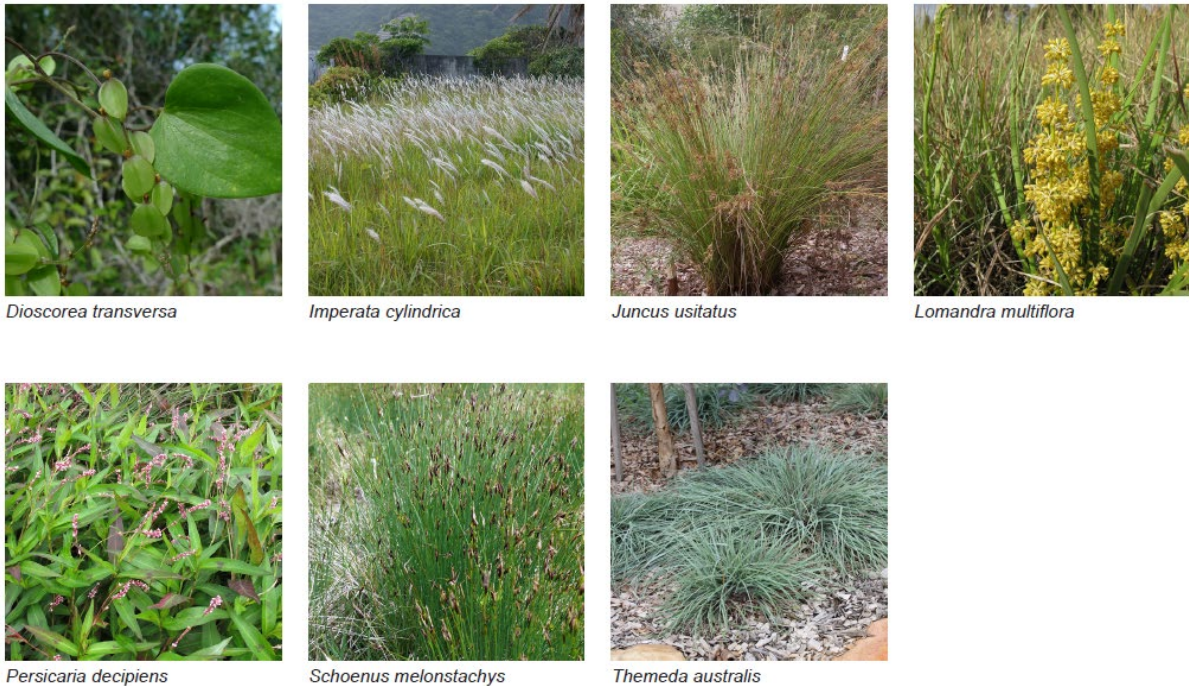 Dioscorea transversa
Imperata cylindrica
Juncus usitatus
Lomandra multiflora
Persicaria decipiens
Schoenus melonstachys
Themeda australis